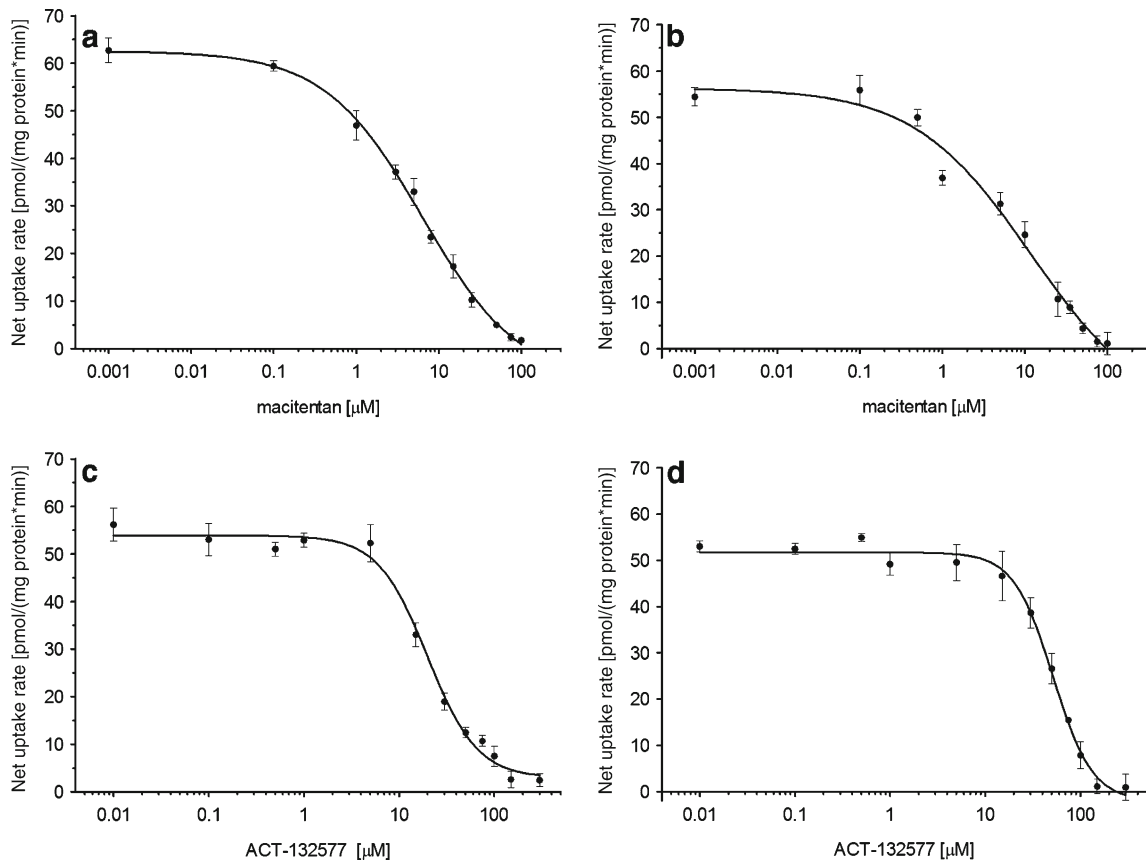 a
Net uptake rate [pmol/(mg protein*min)]
70
60
50
40
30
20
10
0
0.001 0.01 0.1 1 10 100
macitentan [μM]
b
Net uptake rate [pmol/(mg protein*min)]
70
60
50
40
30
20
10
0
0.001 0.01 0.1 1 10 100
macitentan [μM]
c
Net uptake rate [pmol/(mg protein*min)]
70
60
50
40
30
20
10
0
0.01 0.1 1 10 100
ACT-132577 [μM]
d
Net uptake rate [pmol/(mg protein*min)]
70
60
50
40
30
20
10
0
0.01 0.1 1 10 100
ACT-132577 [μM]